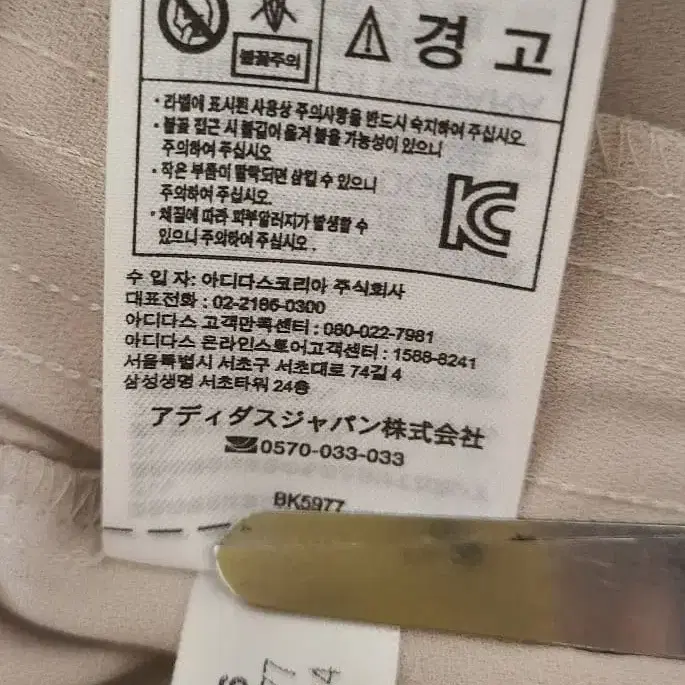 불꽃주의
경고
· 라벨에 표시된 사용상 주의사항을 반드시 숙지하여 주십시오
· 불꽃 접근 시 불길이 옮겨 붙을 가능성이 있으니
주의하여 주십시오
· 작은 부품이 탈락되면 삼킬 수 있으니
주의하여 주십시오.
· 체질에 따라 피부알러지가 발생할 수
있으니 주의하여 주십시오.
KC
수 입 자: 아디다스코리아 주식회사
대표전화 : 02-2186-0300
아디다스 고객만족센터 : 080-022-7981
아디다스 온라인스토어고객센터 : 1588-8241
서울특별시 서초구 서초대로 74길 4
삼성생명 서초타워 24층
アディダスジャパン株式会社
0570-033-033
BK5977